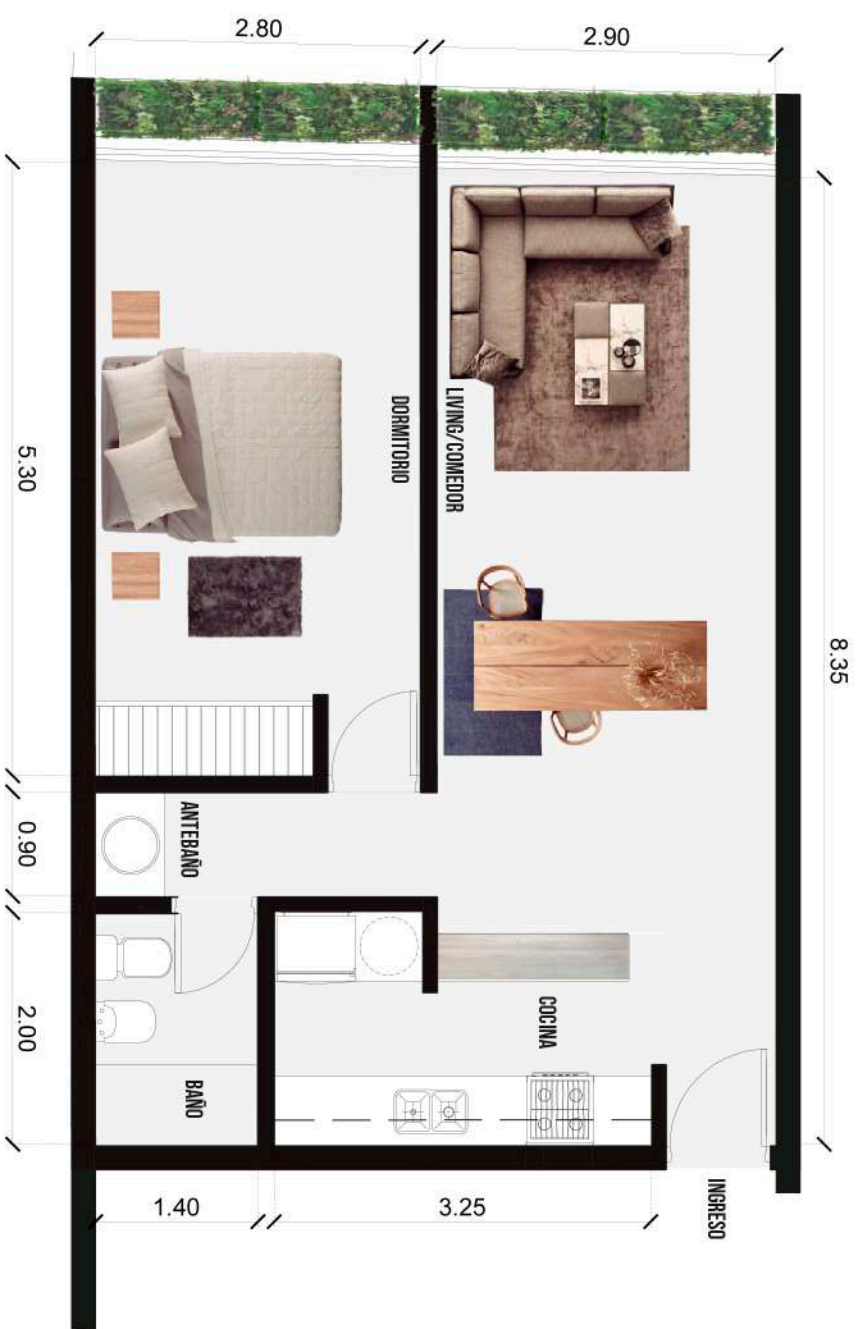 2.80
2.90
5.30
DORMITORIO
LIVING/COMEDOR
8.35
0.90
ANTEBAÑO
2.00
BAÑO
COCINA
INGRESO
1.40
3.25